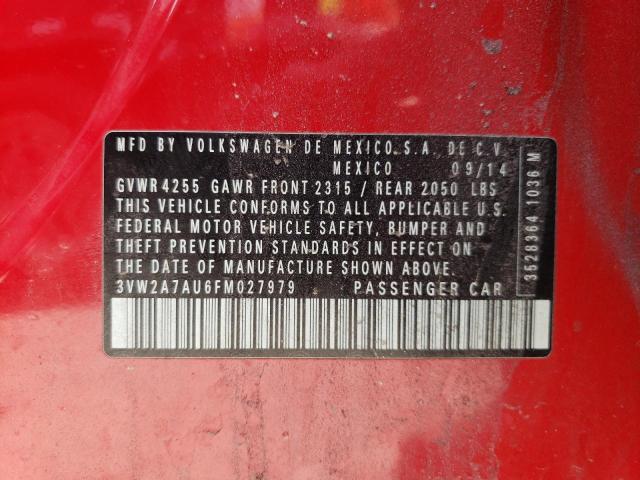 MFD BY VOLKSWAGEN DE MEXICO.S.A. DE C.V.
MEXICO 09/14
GVWR 4255 GAWR FRONT 2315 / REAR 2050 LBS
THIS VEHICLE CONFORMS TO ALL APPLICABLE U.S.
FEDERAL MOTOR VEHICLE SAFETY, BUMPER AND
THEFT PREVENTION STANDARDS IN EFFECT ON
THE DATE OF MANUFACTURE SHOWN ABOVE.
3VW2A7AU6FM027979 PASSENGER CAR
3528364 1036 M